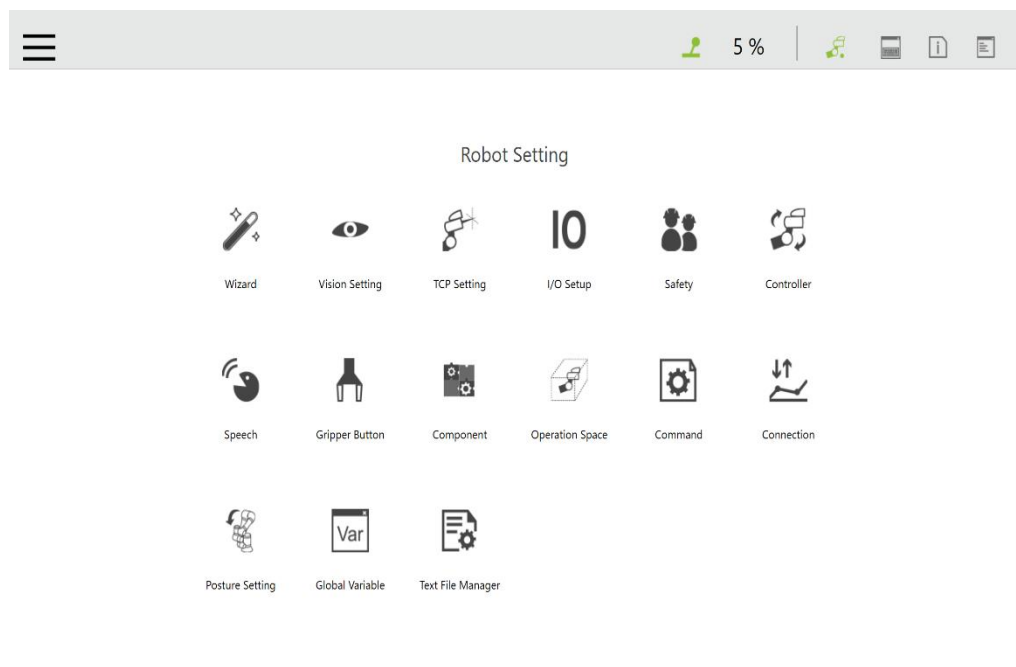 5 %
Robot Setting
IO
Wizard Vision Setting TCP Setting I/O Setup Safety Controller
Speech Gripper Button Component Operation Space Command Connection
Var
Posture Setting Global Variable Text File Manager